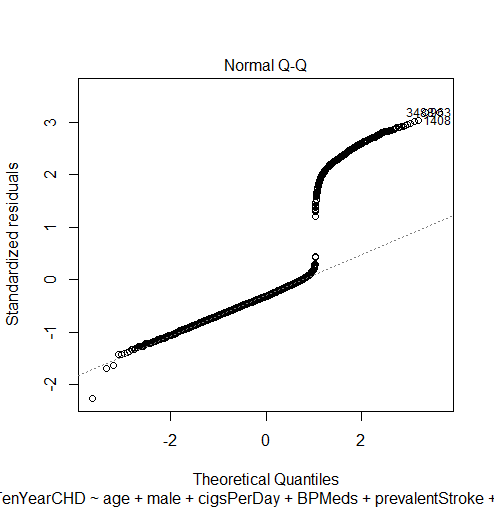 Normal Q-Q
1408
3
2
1
0
-1
-2
Standardized residuals
-2
0
2
Theoretical Quantiles
TenYearCHD ~ age + male + cigsPerDay + BPMeds + prevalentStroke +